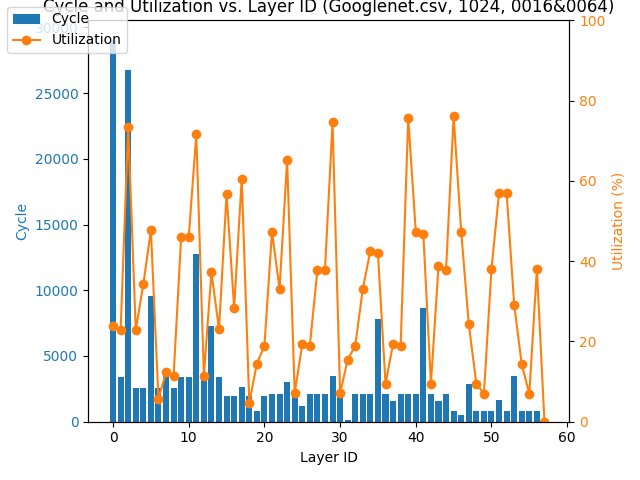 Cycle and Utilization vs. Layer ID (Googlenet.csv, 1024, 0016&0064)
Cycle
Utilization
30000
25000
20000
15000
10000
5000
0
Cycle
100
80
60
40
20
0
Utilization (%)
0 10 20 30 40 50 60
Layer ID